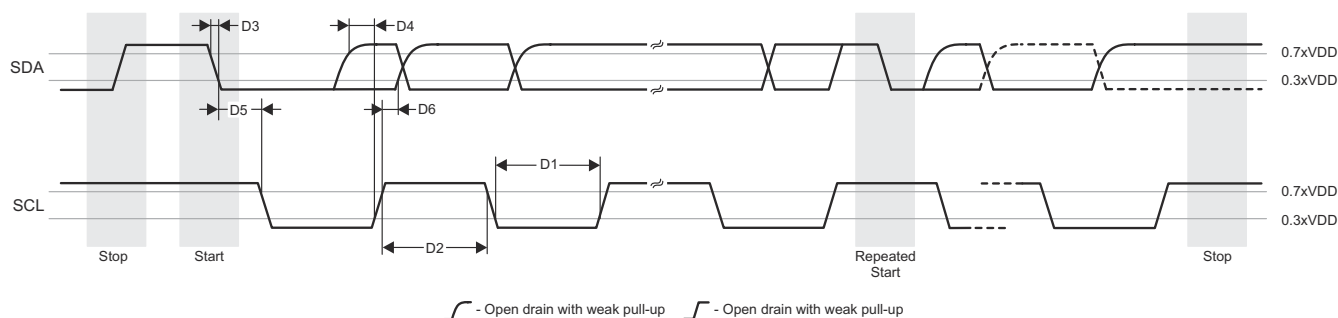 D3
D4
0.7xVDD
SDA
0.3xVDD
D5
D6
D1
0.7xVDD
SCL
0.3xVDD
D2
Stop
Start
Repeated
Start
Stop
- Open drain with weak pull-up
- Open drain with weak pull-up